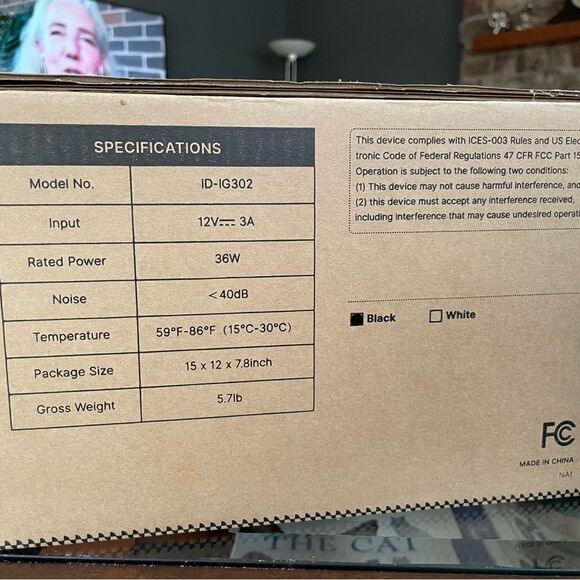 SPECIFICATIONS
Model No. ID-IG302
Input 12V⎓ 3A
Rated Power 36W
Noise <40dB
Temperature 59°F-86°F (15°C-30°C)
Package Size 15 x 12 x 7.8inch
Gross Weight 5.7lb
This device complies with ICES-003 Rules and US Elec
tronic Code of Federal Regulations 47 CFR FCC Part 15
Operation is subject to the following two conditions:
(1) This device may not cause harmful interference, and
(2) this device must accept any interference received,
including interference that may cause undesired operati
Black White
FC
MADE IN CHINA
NA1
THE CAT